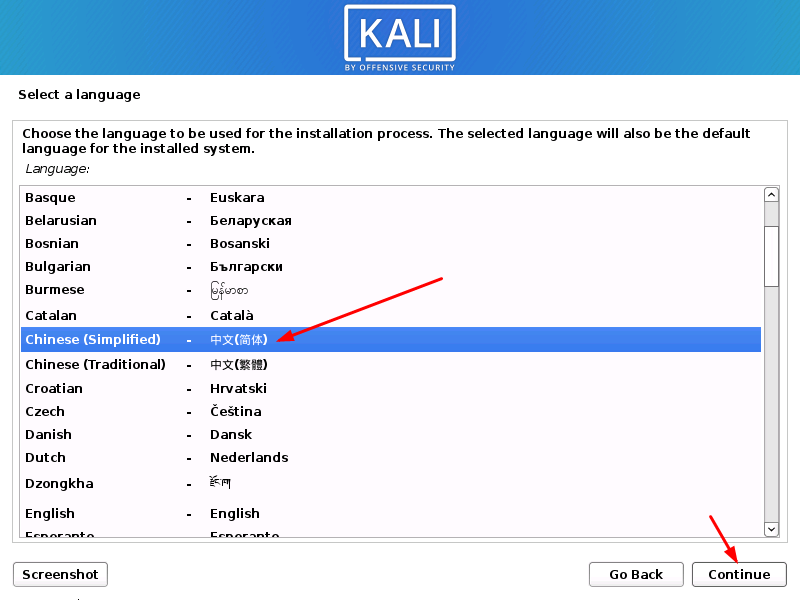 KALI
BY OFFENSIVE SECURITY
Select a language
Choose the language to be used for the installation process. The selected language will also be the default
language for the installed system.
Language:
Basque - Euskara
Belarusian - Беларуская
Bosnian - Bosanski
Bulgarian - Български
Burmese - မြန်မာစာ
Catalan - Català
Chinese (Simplified) - 中文(简体)
Chinese (Traditional) - 中文(繁體)
Croatian - Hrvatski
Czech - Čeština
Danish - Dansk
Dutch - Nederlands
Dzongkha - རྫོང་ཁ།
English - English
Esperanto - Esperanto
Screenshot
Go Back
Continue